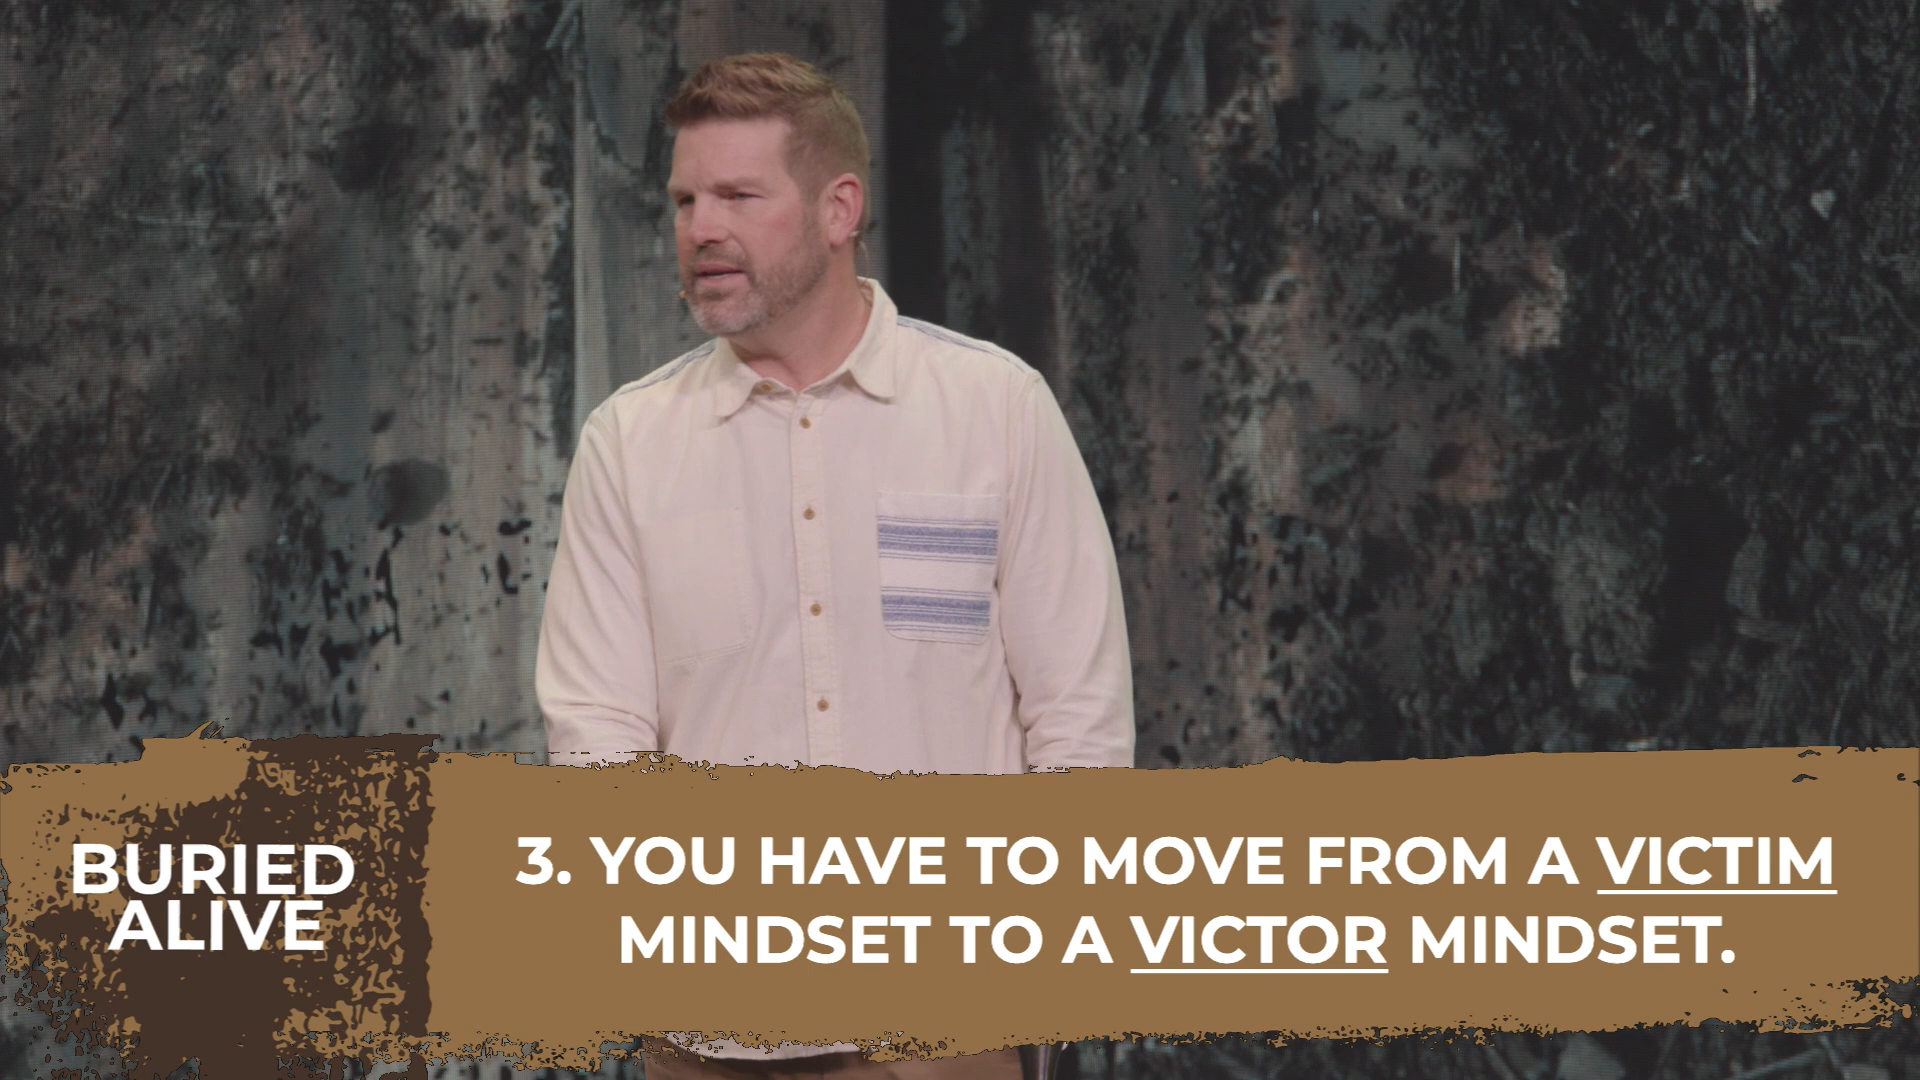 BURIED
ALIVE
3. YOU HAVE TO MOVE FROM A VICTIM
MINDSET TO A VICTOR MINDSET.